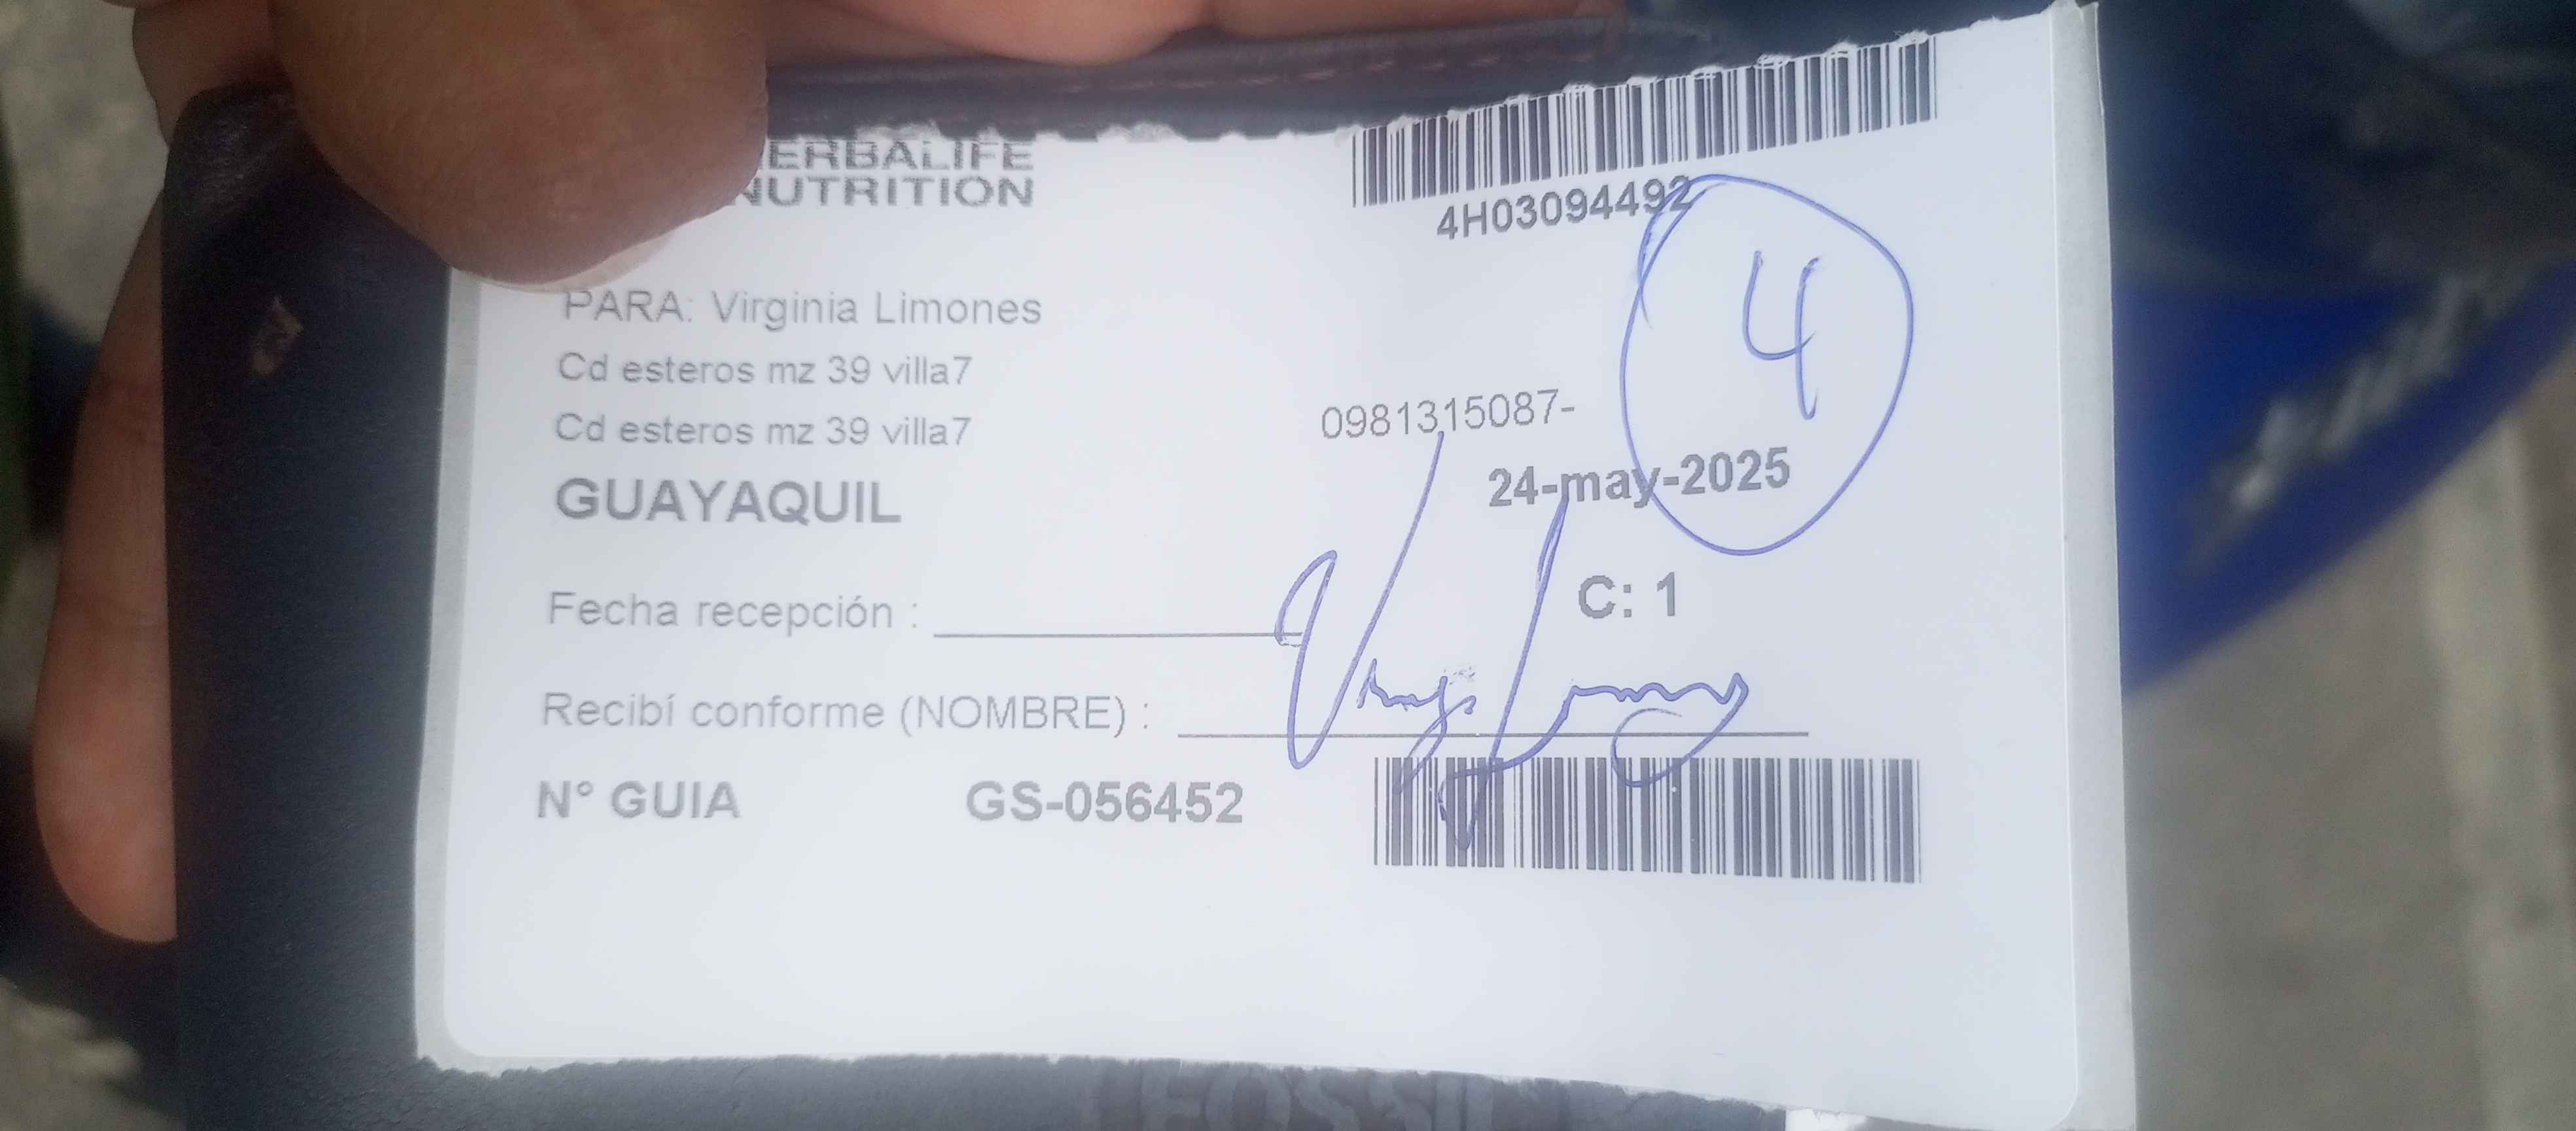 ERBALIFE
NUTRITION
4H03094492
4
PARA: Virginia Limones
Cd esteros mz 39 villa7
Cd esteros mz 39 villa7
0981315087-
GUAYAQUIL
24-may-2025
C: 1
Fecha recepción :
Recibí conforme (NOMBRE) :
N° GUIA GS-056452
FOSSIL